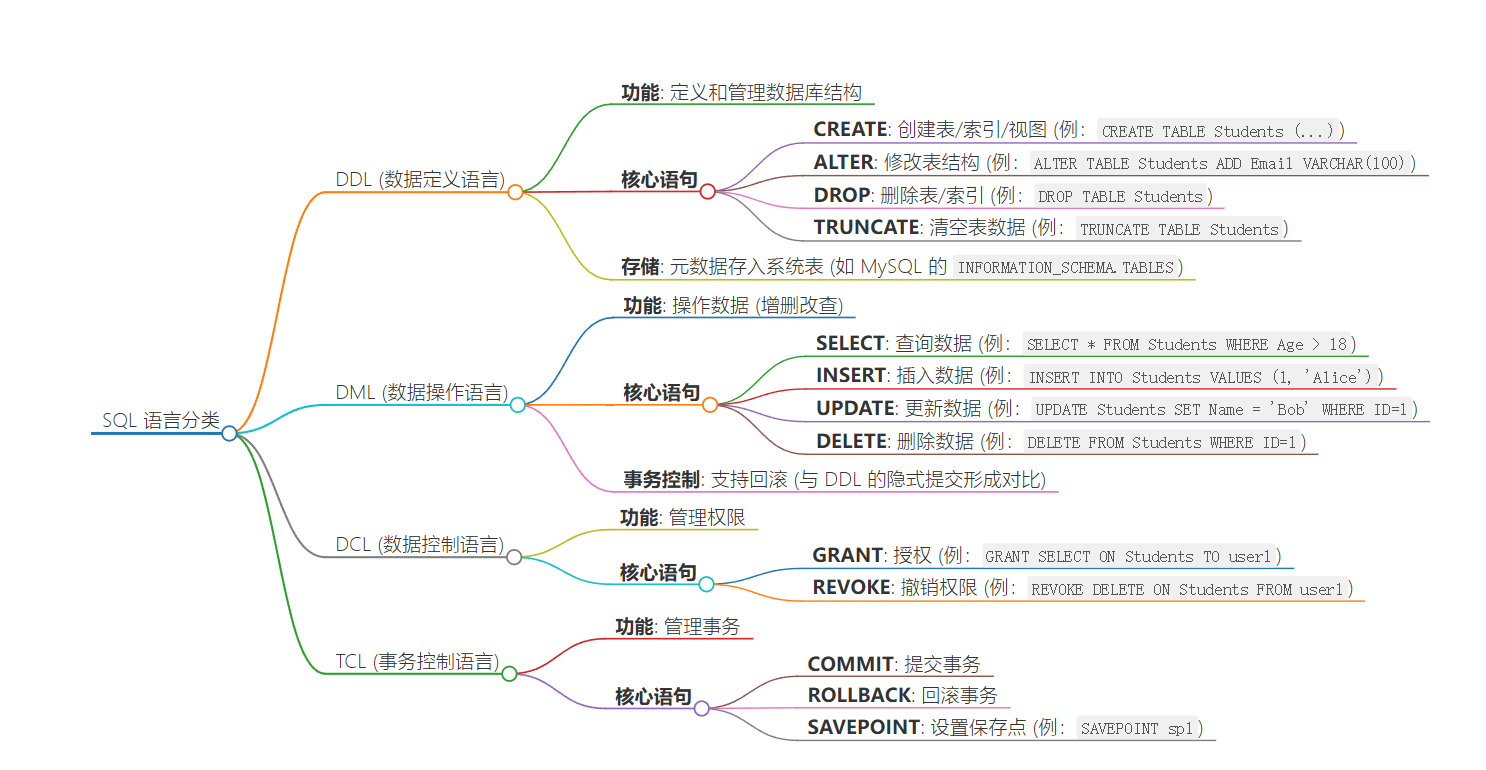 SQL 语言分类
DDL (数据定义语言)
功能: 定义和管理数据库结构
核心语句
CREATE: 创建表/索引/视图 (例： CREATE TABLE Students (...) )
ALTER: 修改表结构 (例： ALTER TABLE Students ADD Email VARCHAR(100) )
DROP: 删除表/索引 (例： DROP TABLE Students )
TRUNCATE: 清空表数据 (例： TRUNCATE TABLE Students )
存储: 元数据存入系统表 (如 MySQL 的 INFORMATION_SCHEMA.TABLES )
DML (数据操作语言)
功能: 操作数据 (增删改查)
核心语句
SELECT: 查询数据 (例： SELECT * FROM Students WHERE Age > 18 )
INSERT: 插入数据 (例： INSERT INTO Students VALUES (1, 'Alice') )
UPDATE: 更新数据 (例： UPDATE Students SET Name = 'Bob' WHERE ID=1 )
DELETE: 删除数据 (例： DELETE FROM Students WHERE ID=1 )
事务控制: 支持回滚 (与 DDL 的隐式提交形成对比)
DCL (数据控制语言)
功能: 管理权限
核心语句
GRANT: 授权 (例： GRANT SELECT ON Students TO user1 )
REVOKE: 撤销权限 (例： REVOKE DELETE ON Students FROM user1 )
TCL (事务控制语言)
功能: 管理事务
核心语句
COMMIT: 提交事务
ROLLBACK: 回滚事务
SAVEPOINT: 设置保存点 (例： SAVEPOINT sp1 )